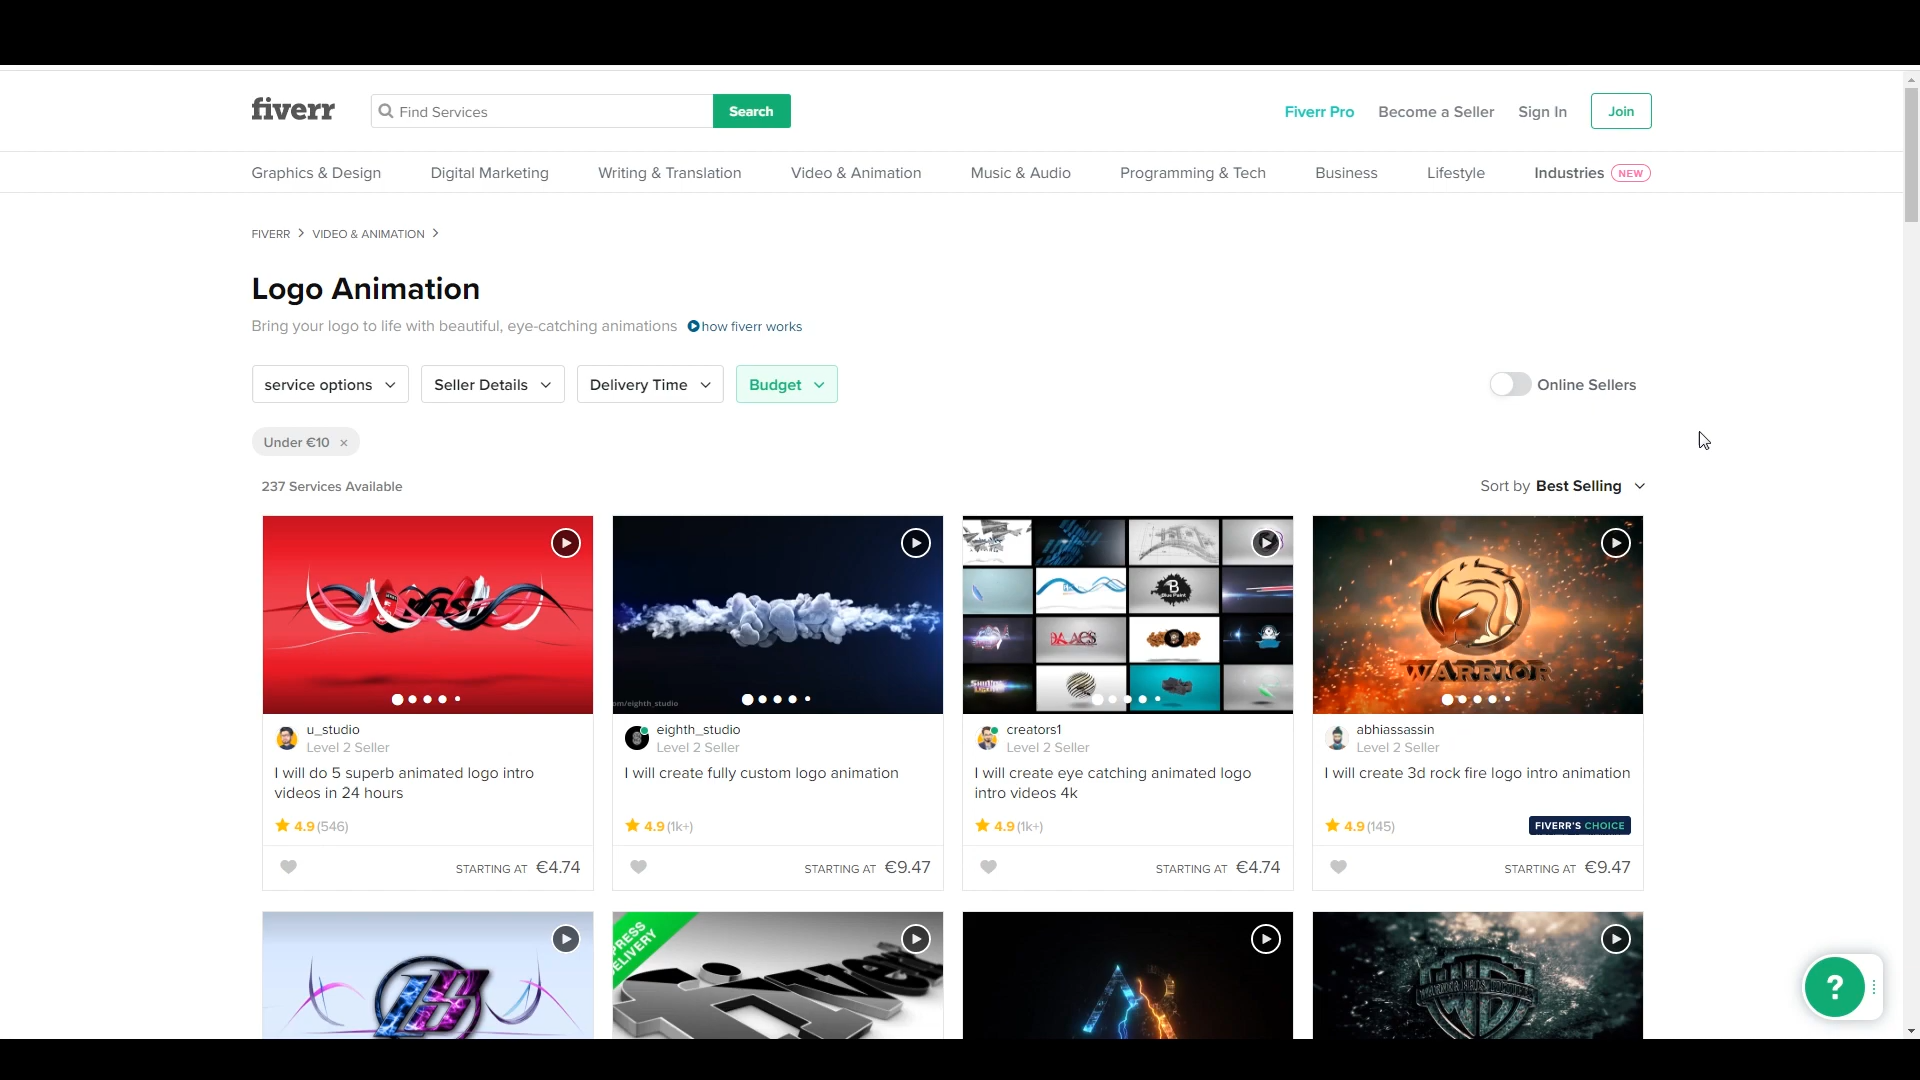 fiverr
Find Services
Search
Fiverr Pro
Become a Seller
Sign In
Join
Graphics & Design
Digital Marketing
Writing & Translation
Video & Animation
Music & Audio
Programming & Tech
Business
Lifestyle
Industries NEW
FIVERR > VIDEO & ANIMATION >
Logo Animation
Bring your logo to life with beautiful, eye-catching animations
how fiverr works
service options
Seller Details
Delivery Time
Budget
Online Sellers
Under €10 ×
237 Services Available
Sort by Best Selling
om/eighth_studio
WARRIOR
u_studio
Level 2 Seller
I will do 5 superb animated logo intro
videos in 24 hours
4.9 (546)
STARTING AT €4.74
eighth_studio
Level 2 Seller
I will create fully custom logo animation
4.9 (1k+)
STARTING AT €9.47
creators1
Level 2 Seller
I will create eye catching animated logo
intro videos 4k
4.9 (1k+)
STARTING AT €4.74
abhiassassin
Level 2 Seller
I will create 3d rock fire logo intro animation
4.9 (145)
FIVERR'S CHOICE
STARTING AT €9.47
PRESS
DELIVERY
?